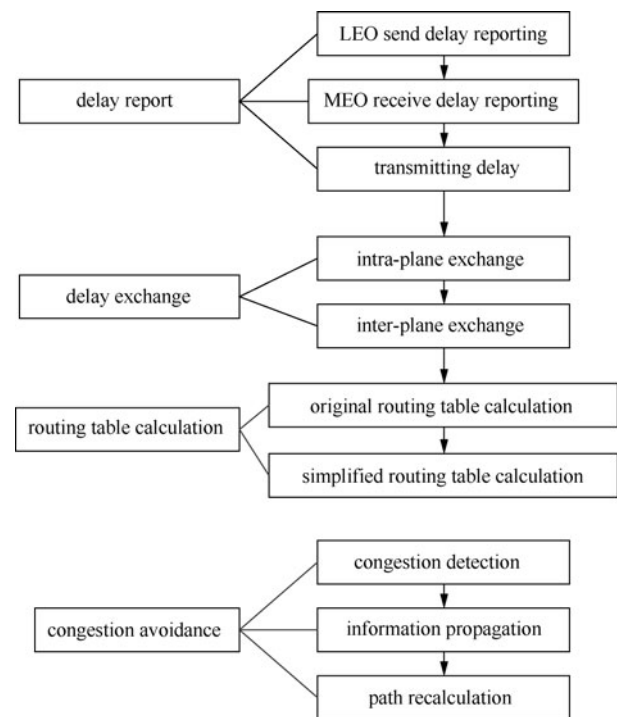 LEO send delay reporting
delay report
MEO receive delay reporting
transmitting delay
intra-plane exchange
delay exchange
inter-plane exchange
original routing table calculation
routing table calculation
simplified routing table calculation
congestion detection
congestion avoidance
information propagation
path recalculation